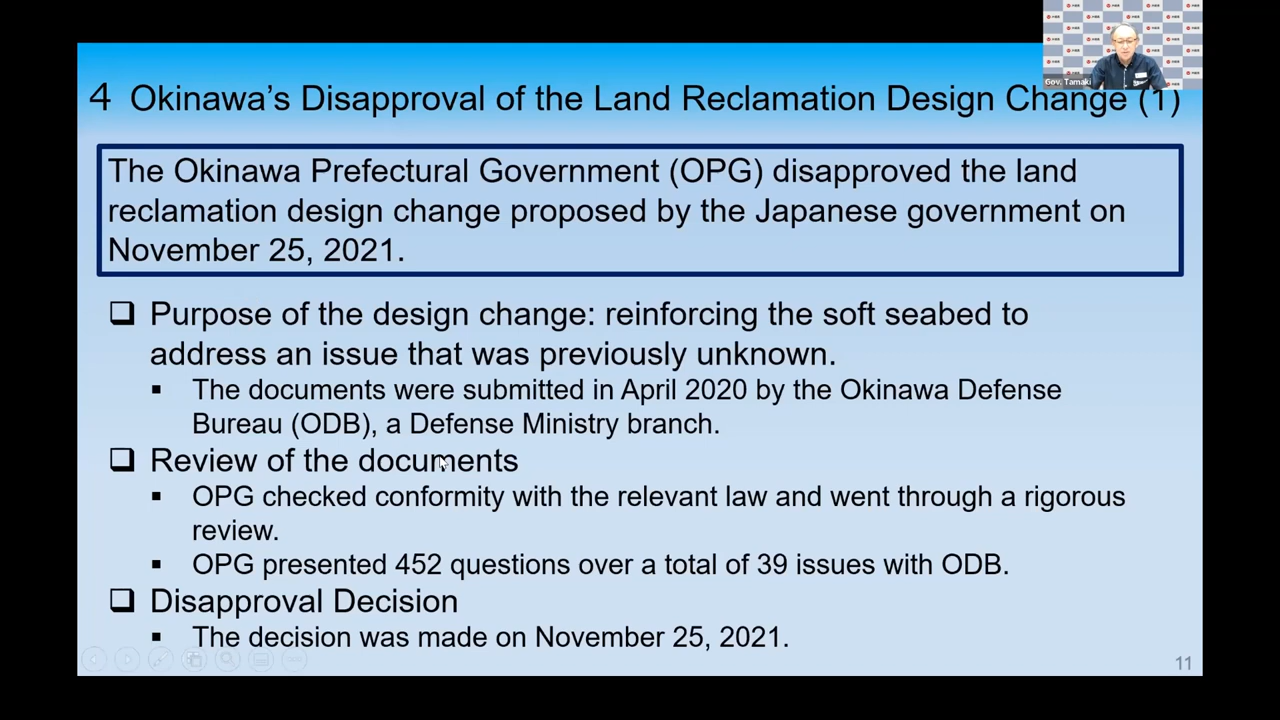 Gov. Tamaki
4 Okinawa's Disapproval of the Land Reclamation Design Change (1)
The Okinawa Prefectural Government (OPG) disapproved the land
reclamation design change proposed by the Japanese government on
November 25, 2021.
❑ Purpose of the design change: reinforcing the soft seabed to
address an issue that was previously unknown.
▪ The documents were submitted in April 2020 by the Okinawa Defense
Bureau (ODB), a Defense Ministry branch.
❑ Review of the documents
▪ OPG checked conformity with the relevant law and went through a rigorous
review.
▪ OPG presented 452 questions over a total of 39 issues with ODB.
❑ Disapproval Decision
▪ The decision was made on November 25, 2021.
11